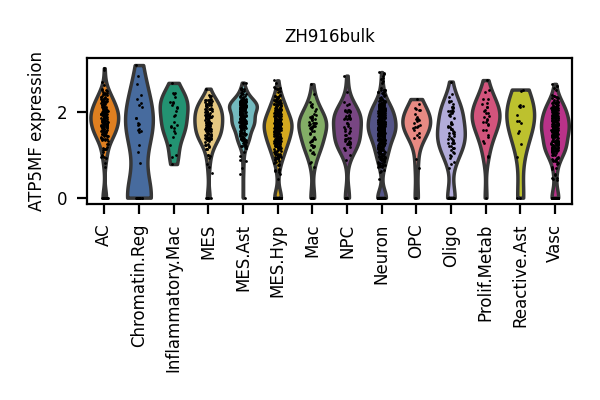 ZH916bulk
ATP5MF expression
2
0
AC
Chromatin.Reg
Inflammatory.Mac
MES
MES.Ast
MES.Hyp
Mac
NPC
Neuron
OPC
Oligo
Prolif.Metab
Reactive.Ast
Vasc